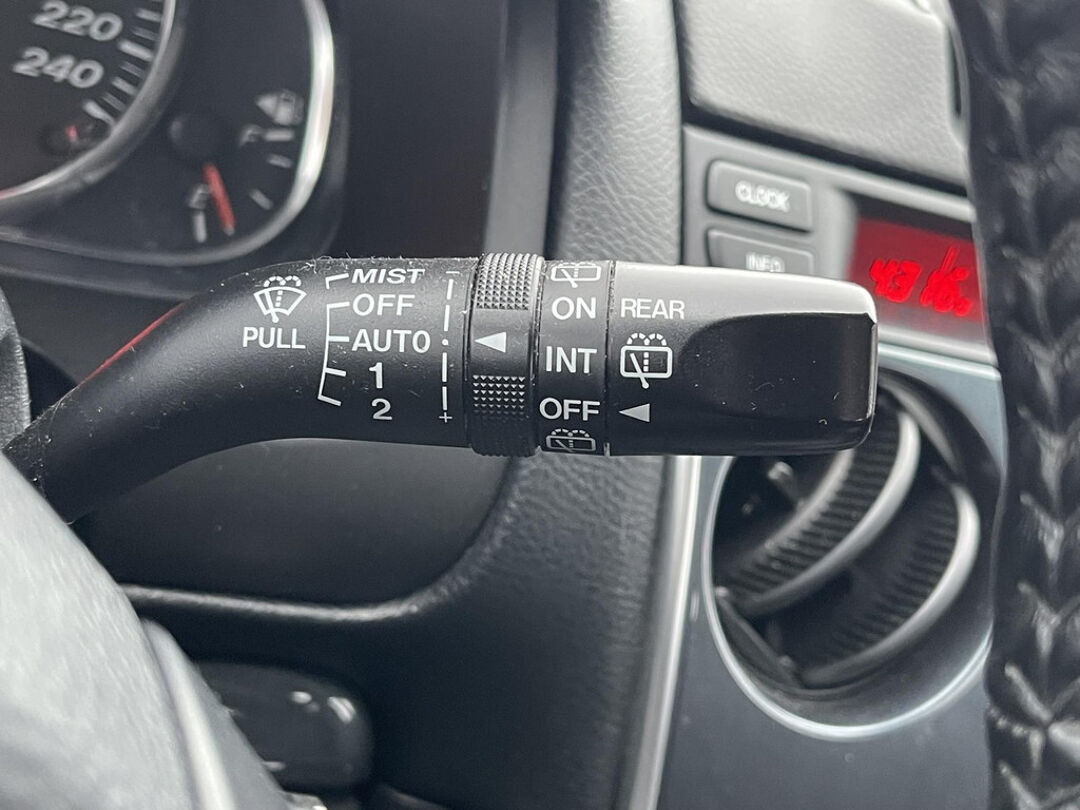 220
240
CLOCK
INFO
PULL
MIST
OFF
AUTO
1
2
- +
ON
INT
OFF
REAR